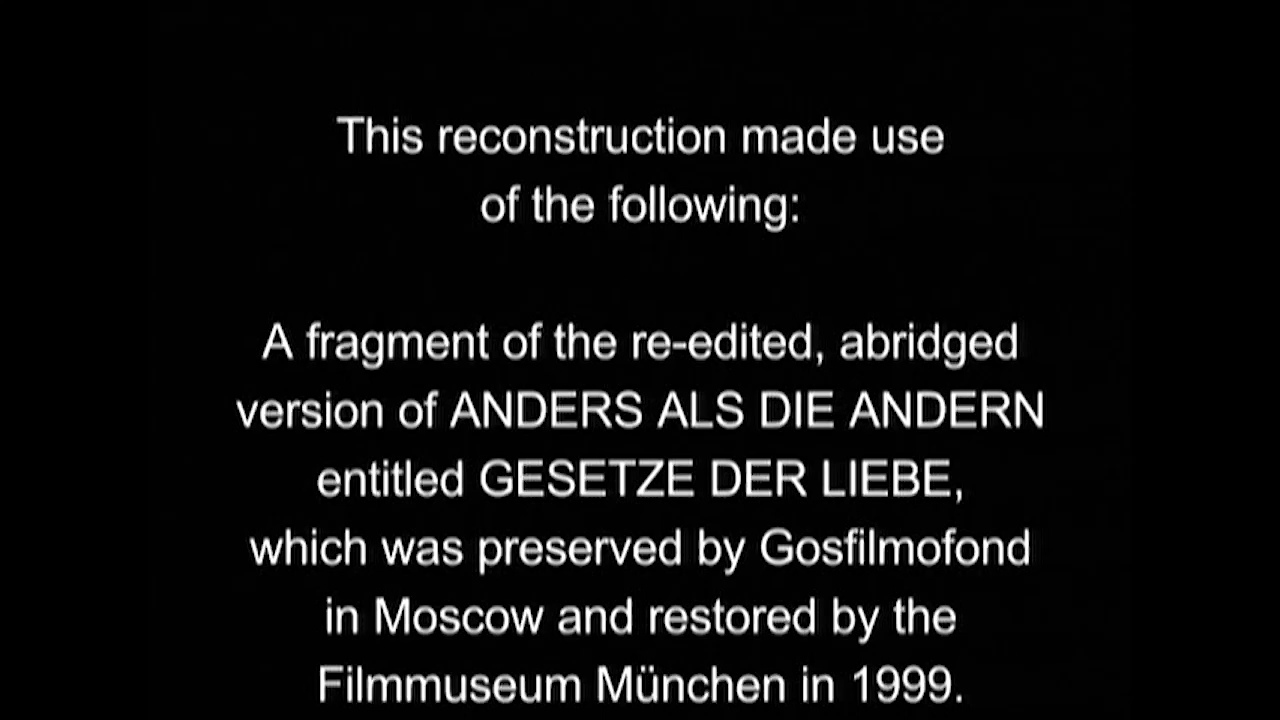 This reconstruction made use
of the following:
A fragment of the re-edited, abridged
version of ANDERS ALS DIE ANDERN
entitled GESETZE DER LIEBE,
which was preserved by Gosfilmofond
in Moscow and restored by the
Filmmuseum München in 1999.